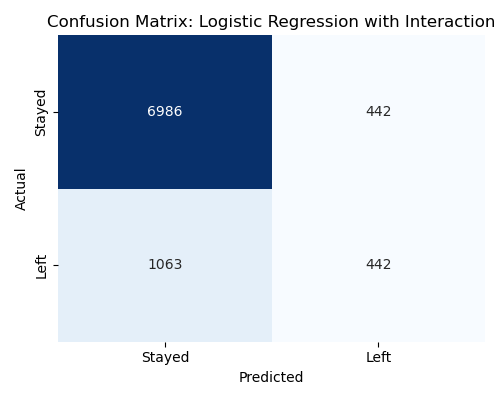 Confusion Matrix: Logistic Regression with Interaction
Actual
Stayed
6986
442
Left
1063
442
Stayed
Left
Predicted